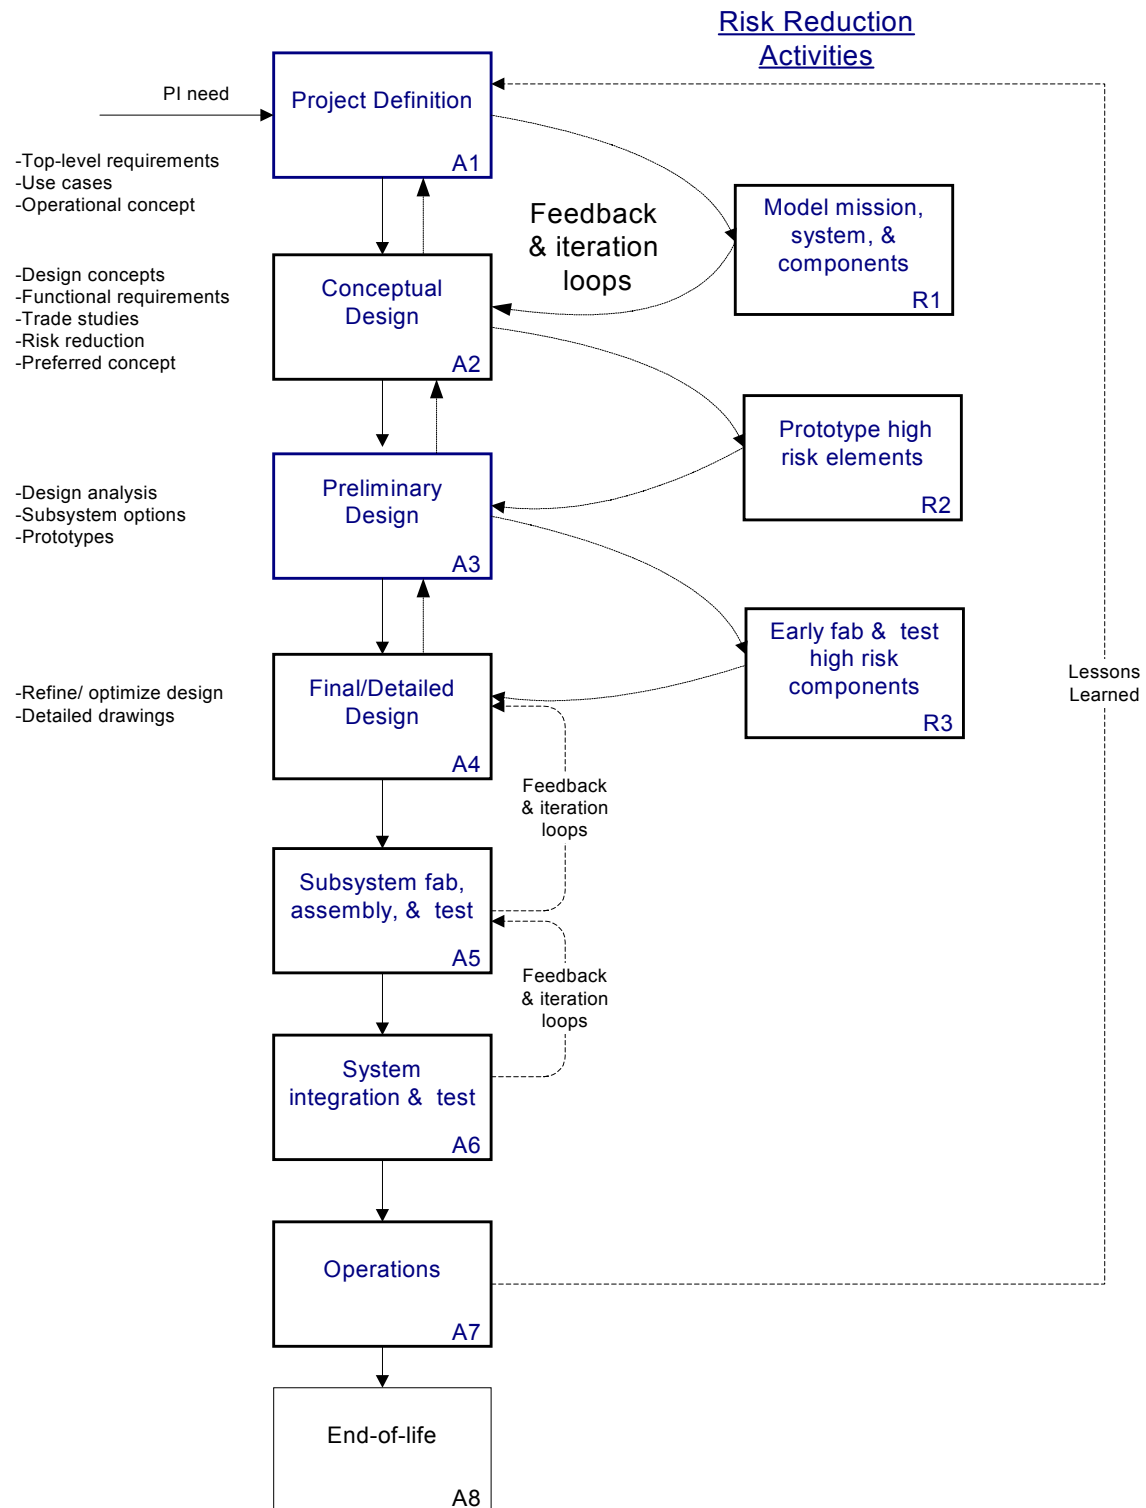 Risk Reduction
Activities
PI need
Project Definition
A1
-Top-level requirements
-Use cases
-Operational concept
Feedback
& iteration
loops
Model mission,
system, &
components
R1
-Design concepts
-Functional requirements
-Trade studies
-Risk reduction
-Preferred concept
Conceptual
Design
A2
Prototype high
risk elements
R2
-Design analysis
-Subsystem options
-Prototypes
Preliminary
Design
A3
Early fab & test
high risk
components
R3
Lessons
Learned
-Refine/ optimize design
-Detailed drawings
Final/Detailed
Design
A4
Feedback
& iteration
loops
Subsystem fab,
assembly, & test
A5
Feedback
& iteration
loops
System
integration & test
A6
Operations
A7
End-of-life
A8